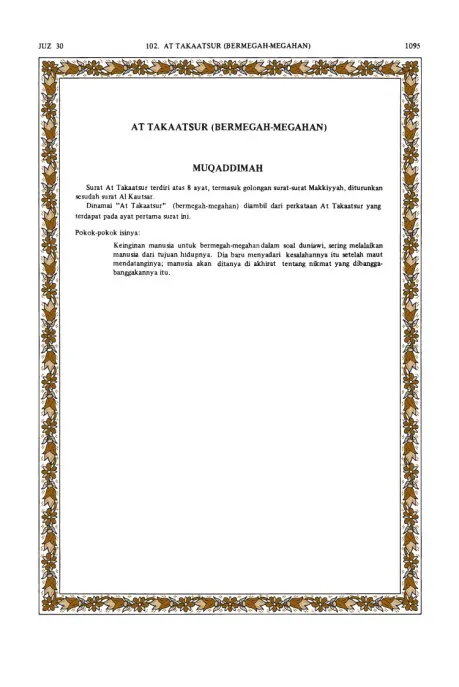 JUZ 30 102. AT TAKAATSUR (BERMEGAH-MEGAHAN) 1095
AT TAKAATSUR (BERMEGAH-MEGAHAN)
MUQADDIMAH
Surat At Takaatsur terdiri atas 8 ayat, termasuk golongan surat-surat Makkiyyah, diturunkan
sesudah surat Al Kautsar.
Dinamai "At Takaatsur" (bermegah-megahan) diambil dari perkataan At Takaatsur yang
terdapat pada ayat pertama surat ini.
Pokok-pokok isinya:
Keinginan manusia untuk bermegah-megahan dalam soal duniawi, sering melalaikan
manusia dari tujuan hidupnya. Dia baru menyadari kesalahannya itu setelah maut
mendatanginya; manusia akan ditanya di akhirat tentang nikmat yang dibangga-
banggakannya itu.